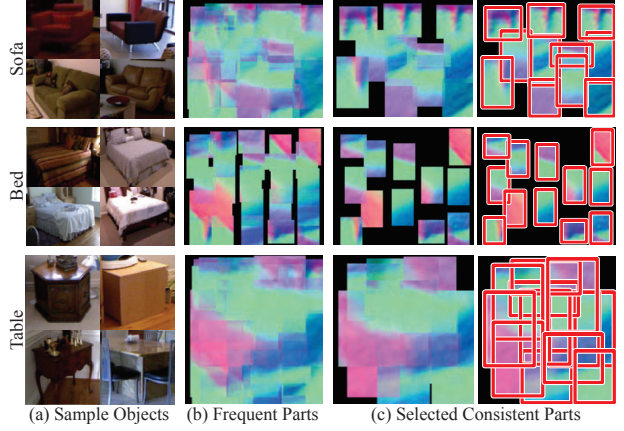 Sofa
Bed
Table
(a) Sample Objects (b) Frequent Parts (c) Selected Consistent Parts